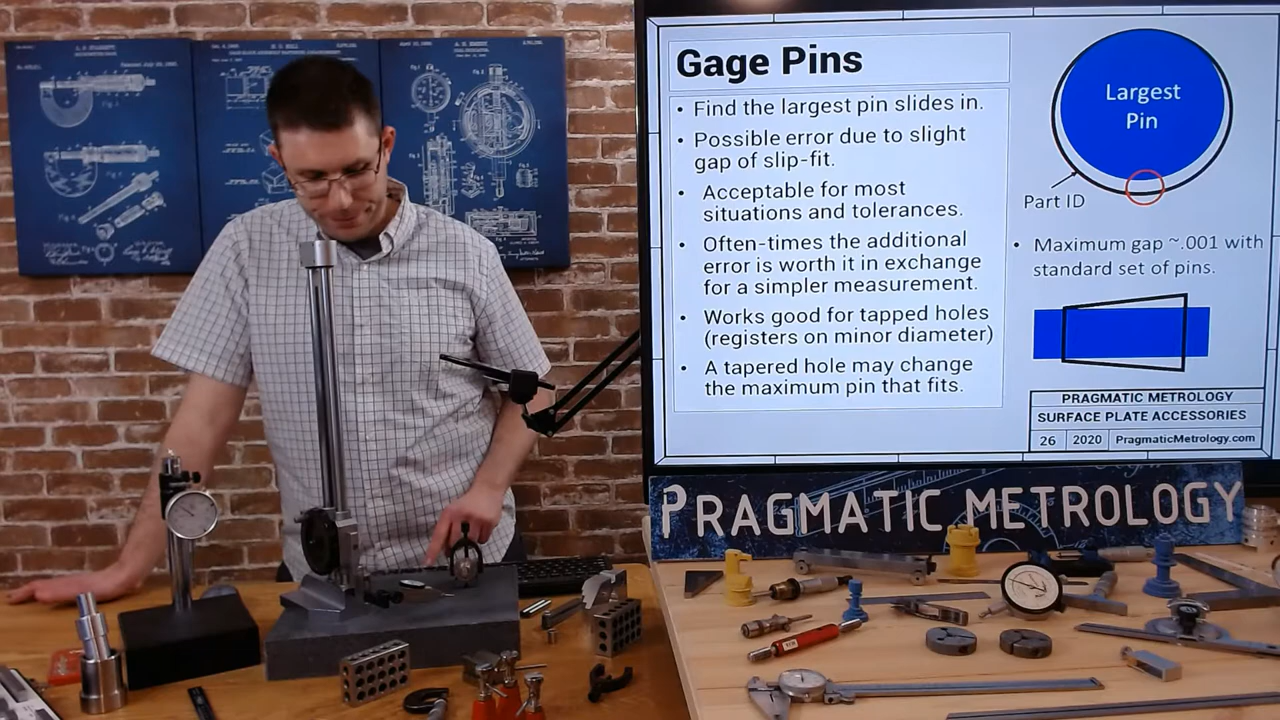 Gage Pins
• Find the largest pin slides in.
• Possible error due to slight
gap of slip-fit.
• Acceptable for most
situations and tolerances.
• Often-times the additional
error is worth it in exchange
for a simpler measurement.
• Works good for tapped holes
(registers on minor diameter)
• A tapered hole may change
the maximum pin that fits.
Largest
Pin
Part ID
• Maximum gap ~.001 with
standard set of pins.
PRAGMATIC METROLOGY
SURFACE PLATE ACCESSORIES
26 2020 PragmaticMetrology.com
PRAGMATIC METROLOGY